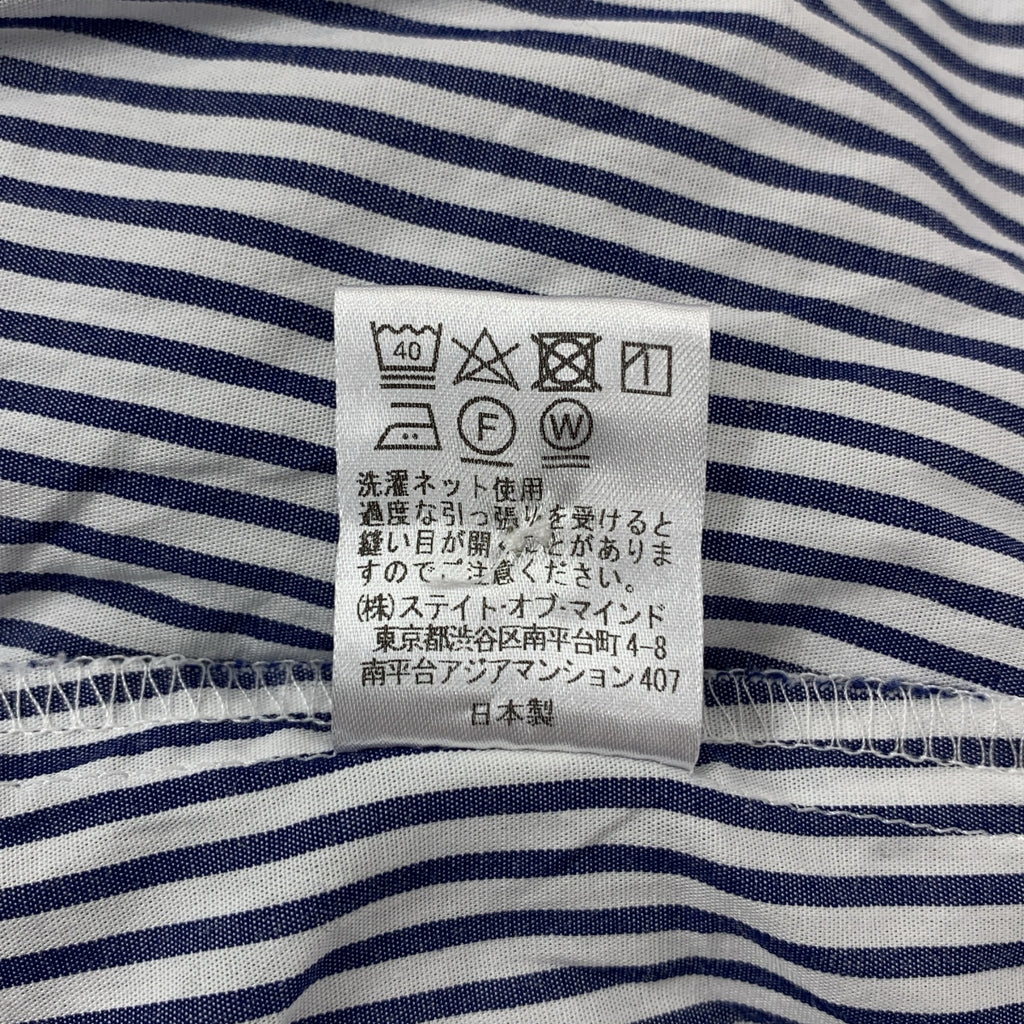 40
F W
洗濯ネット使用
過度な引っ張りを受けると
縫い目が開くことがありま
すのでご注意ください。
(株)ステイト・オブ・マインド
東京都渋谷区南平台町4-8
南平台アジアマンション407
日本製